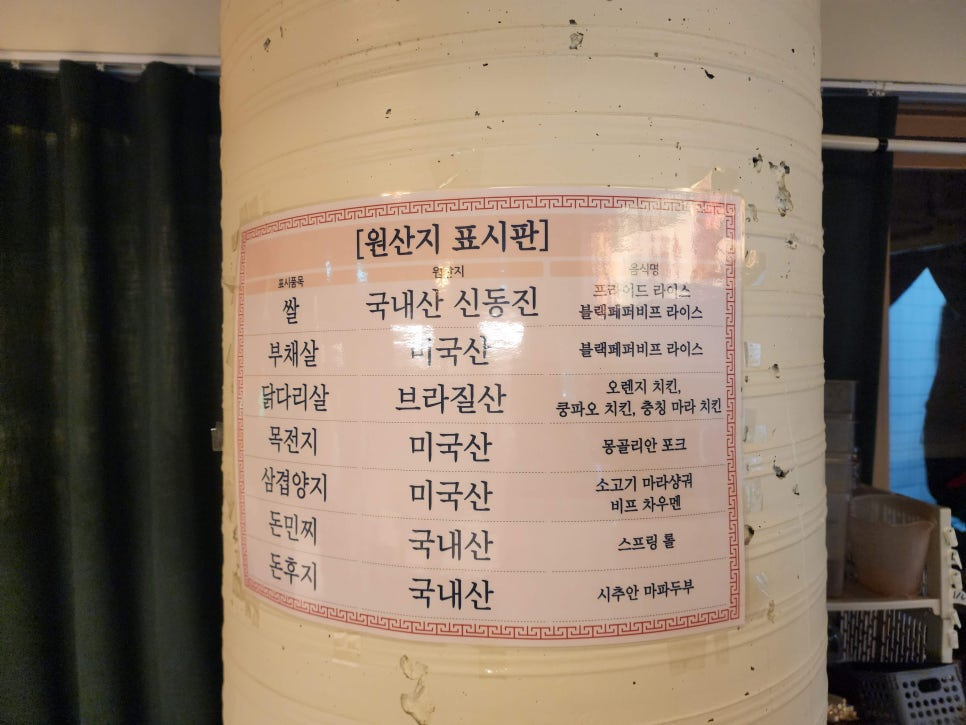 [원산지 표시판]
표시품목 원산지 음식명
쌀 국내산 신동진 프라이드 라이스
블랙페퍼비프 라이스
부채살 미국산 블랙페퍼비프 라이스
닭다리살 브라질산 오렌지 치킨,
쿵파오 치킨, 충칭 마라 치킨
목전지 미국산 몽골리안 포크
삼겹양지 미국산 소고기 마라샹궈
비프 차우멘
돈민찌 국내산 스프링 롤
돈후지 국내산 시추안 마파두부